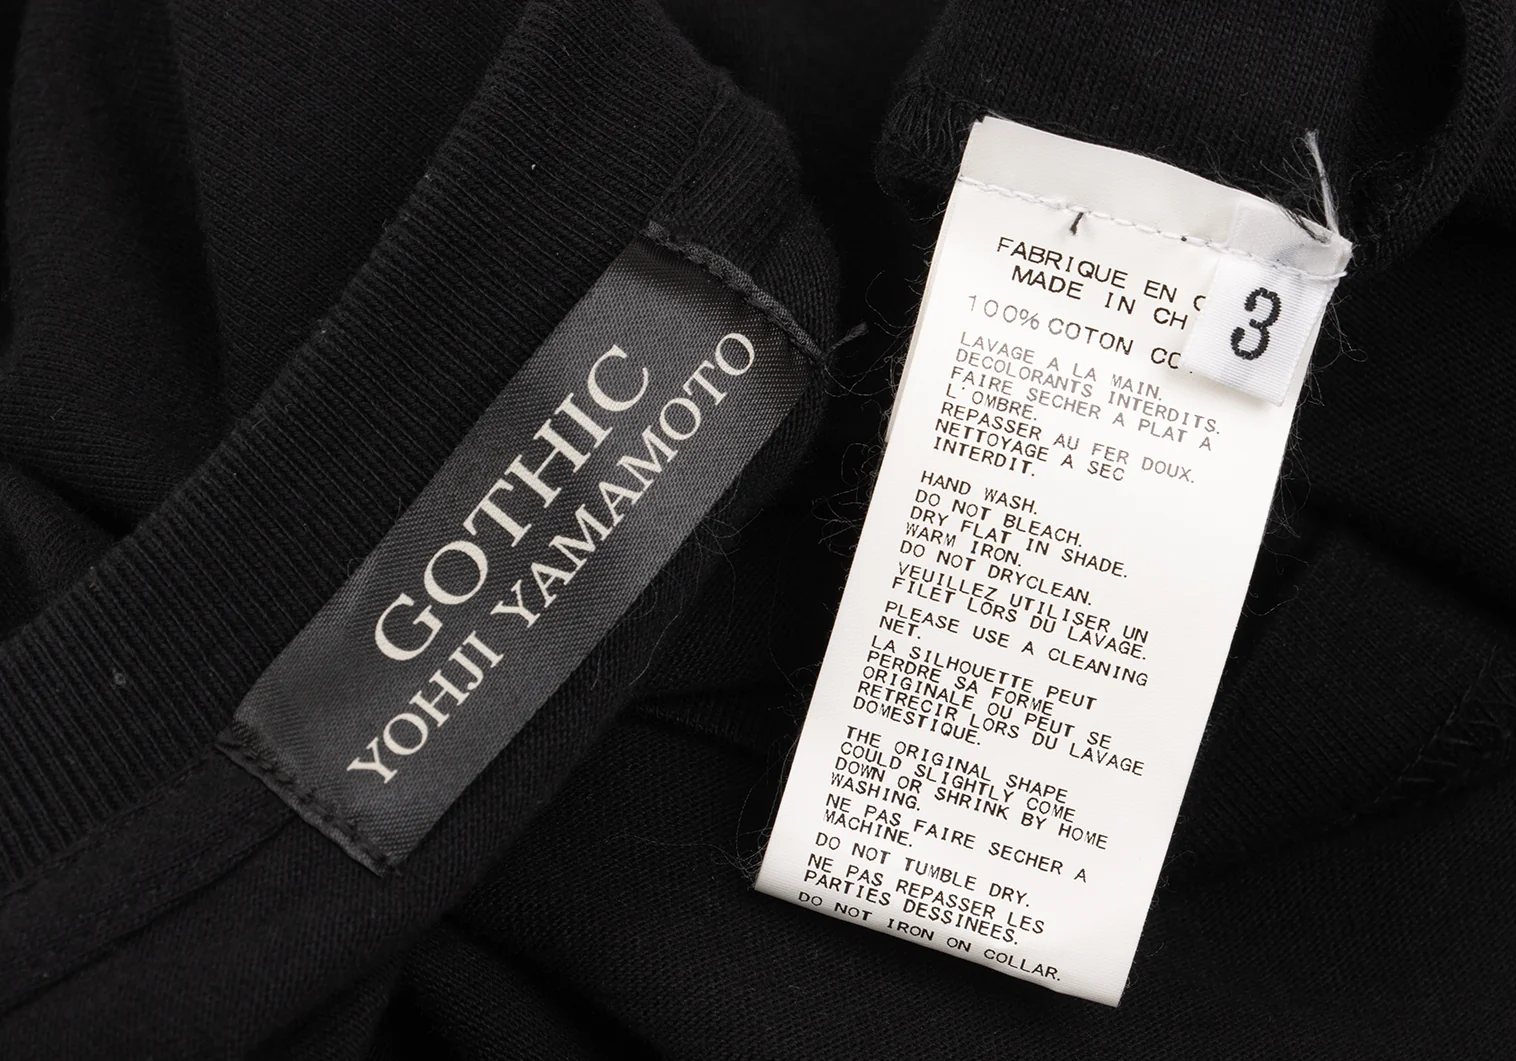 GOTHIC
YOHJI YAMAMOTO
FABRIQUE EN
MADE IN
100% COTON
3
LAVAGE A LA MAIN.
DECOLORANTS INTERDITS.
FAIRE SECHER A PLAT A
L'OMBRE.
REPASSER AU FER DOUX.
NETTOYAGE A SEC
INTERDIT.
HAND WASH.
DO NOT BLEACH.
DRY FLAT IN SHADE.
WARM IRON.
DO NOT DRYCLEAN.
VEUILLEZ UTILISER UN
FILET LORS DU LAVAGE.
PLEASE USE A CLEANING
NET.
LA SILHOUETTE PEUT
PERDRE SA FORME
ORIGINALE OU PEUT SE
RETRECIR LORS DU LAVAGE
DOMESTIQUE.
THE ORIGINAL SHAPE
COULD SLIGHTLY COME
DOWN OR SHRINK BY HOME
WASHING.
NE PAS FAIRE SECHER A
MACHINE.
DO NOT TUMBLE DRY.
NE PAS REPASSER LES
PARTIES DESSINEES.
DO NOT IRON ON COLLAR.